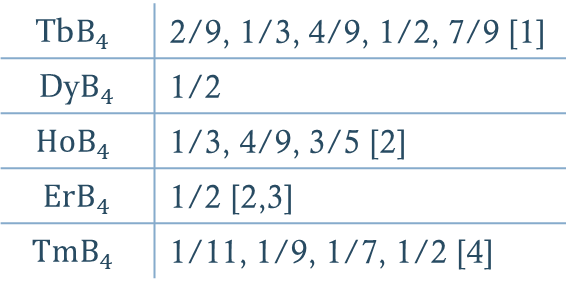 TbB₄ 2/9, 1/3, 4/9, 1/2, 7/9 [1]
DyB₄ 1/2
HoB₄ 1/3, 4/9, 3/5 [2]
ErB₄ 1/2 [2,3]
TmB₄ 1/11, 1/9, 1/7, 1/2 [4]